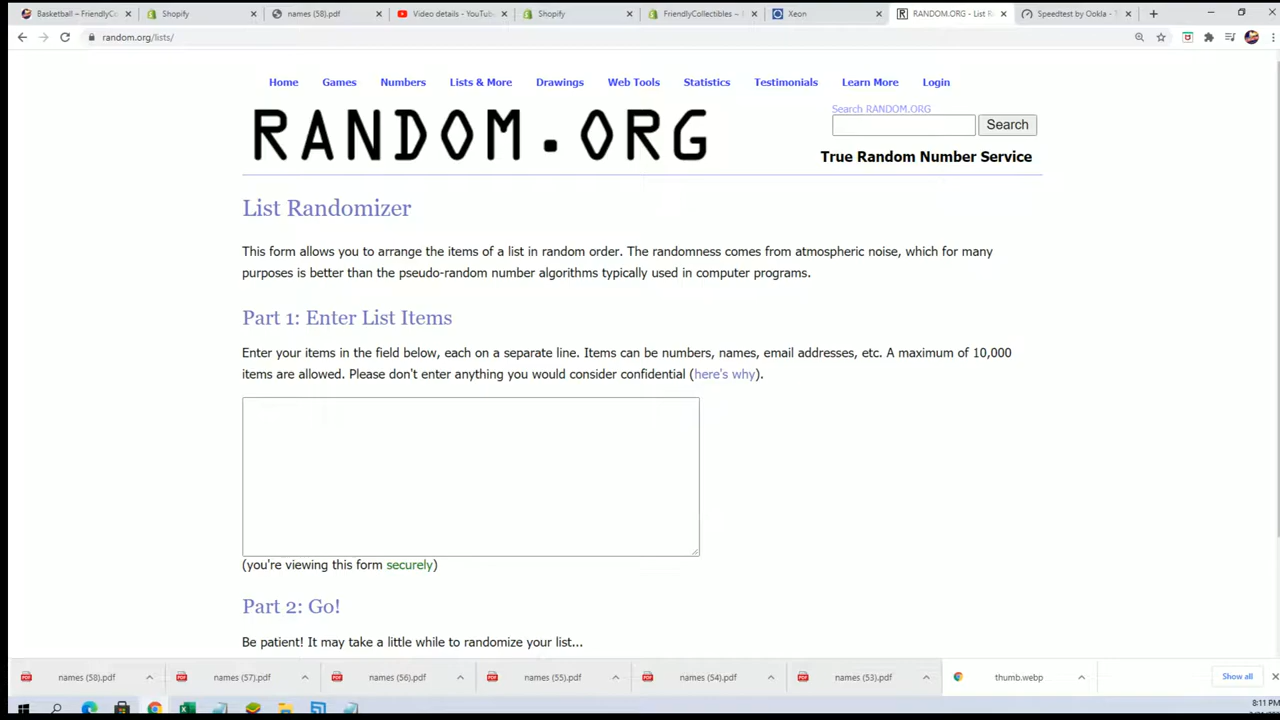 Basketball – FriendlyCo
Shopify
names (58).pdf
Video details - YouTube
Shopify
FriendlyCollectibles ~
Xeon
RANDOM.ORG - List R
Speedtest by Ookla -
random.org/lists/
Home Games Numbers Lists & More Drawings Web Tools Statistics Testimonials Learn More Login
RANDOM.ORG
Search RANDOM.ORG
Search
True Random Number Service
List Randomizer
This form allows you to arrange the items of a list in random order. The randomness comes from atmospheric noise, which for many
purposes is better than the pseudo-random number algorithms typically used in computer programs.
Part 1: Enter List Items
Enter your items in the field below, each on a separate line. Items can be numbers, names, email addresses, etc. A maximum of 10,000
items are allowed. Please don't enter anything you would consider confidential (here's why).
(you're viewing this form securely)
Part 2: Go!
Be patient! It may take a little while to randomize your list...
names (58).pdf
names (57).pdf
names (56).pdf
names (55).pdf
names (54).pdf
names (53).pdf
thumb.webp
Show all
8:11 PM